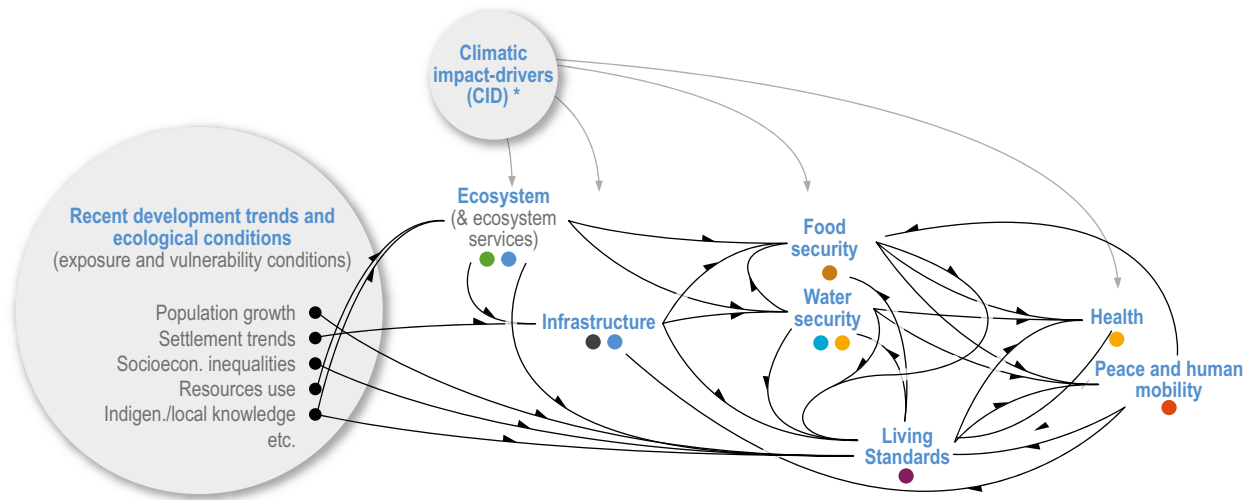 Climatic
impact-drivers
(CID) *
Recent development trends and
ecological conditions
(exposure and vulnerability conditions)
Population growth
Settlement trends
Socioecon. inequalities
Resources use
Indigen./local knowledge
etc.
Ecosystem
(& ecosystem
services)
Infrastructure
Food
security
Water
security
Health
Peace and human
mobility
Living
Standards